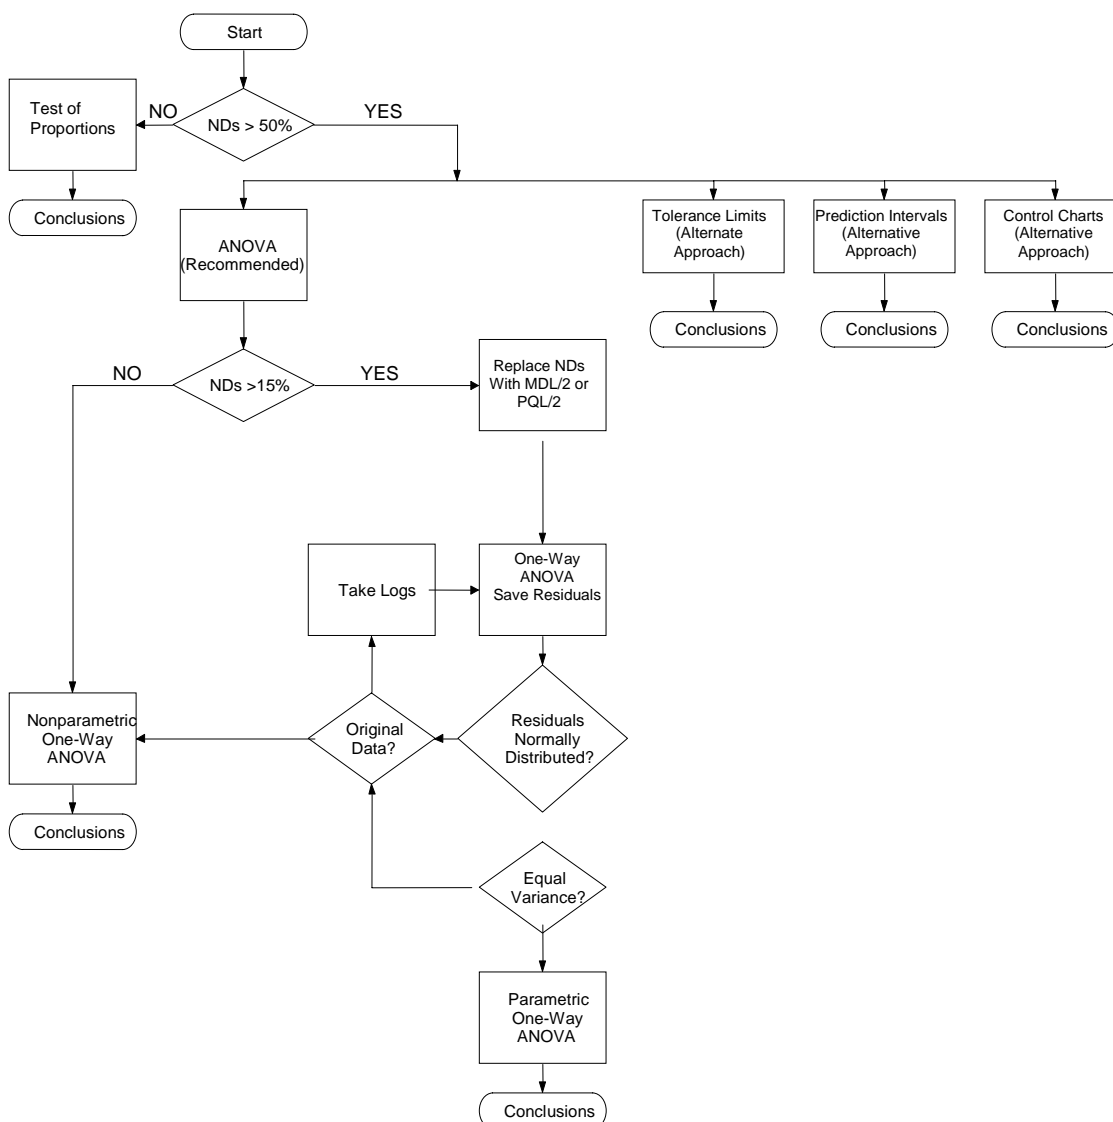 Start
Test of
Proportions
NO
NDs > 50%
YES
Conclusions
ANOVA
(Recommended)
Tolerance Limits
(Alternate
Approach)
Prediction Intervals
(Alternative
Approach)
Control Charts
(Alternative
Approach)
Conclusions
Conclusions
Conclusions
NO
NDs >15%
YES
Replace NDs
With MDL/2 or
PQL/2
Take Logs
One-Way
ANOVA
Save Residuals
Nonparametric
One-Way
ANOVA
Original
Data?
Residuals
Normally
Distributed?
Conclusions
Equal
Variance?
Parametric
One-Way
ANOVA
Conclusions